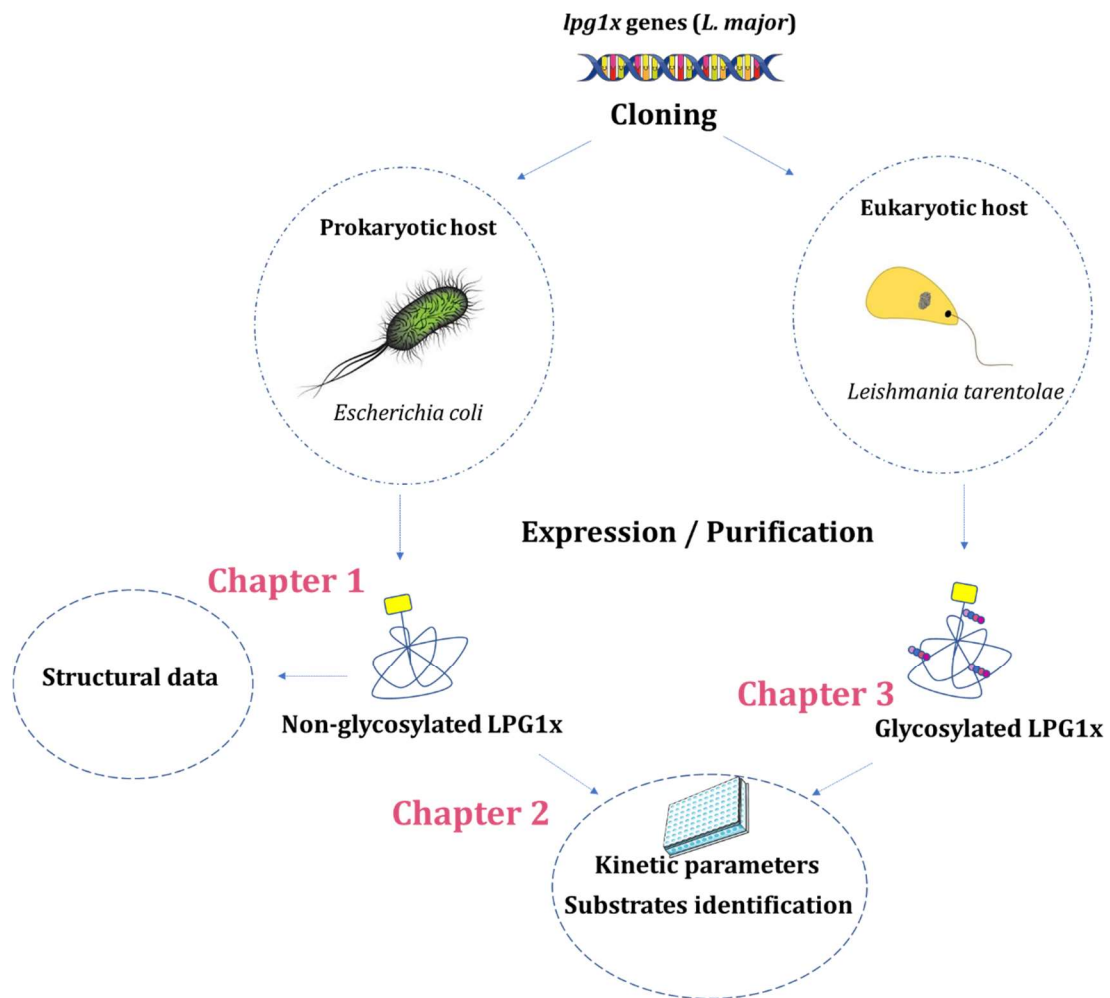 lpg1x genes (L. major)
Cloning
Prokaryotic host
Escherichia coli
Eukaryotic host
Leishmania tarentolae
Expression / Purification
Chapter 1
Structural data
Non-glycosylated LPG1x
Chapter 3
Glycosylated LPG1x
Chapter 2
Kinetic parameters
Substrates identification